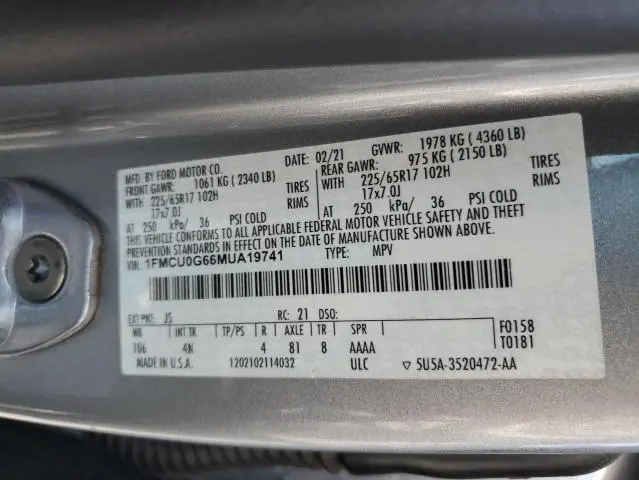 MFD. BY FORD MOTOR CO. DATE: 02/21 GVWR: 1978 KG ( 4360 LB)
FRONT GAWR: 1061 KG ( 2340 LB) REAR GAWR: 975 KG ( 2150 LB)
WITH 225/65R17 102H TIRES WITH 225/65R17 102H TIRES
17x7.0J RIMS 17x7.0J RIMS
AT 250 kPa/ 36 PSI COLD AT 250 kPa/ 36 PSI COLD
THIS VEHICLE CONFORMS TO ALL APPLICABLE FEDERAL MOTOR VEHICLE SAFETY AND THEFT
PREVENTION STANDARDS IN EFFECT ON THE DATE OF MANUFACTURE SHOWN ABOVE.
VIN: 1FMCU0G66MUA19741 TYPE: MPV
EXT PNT: JS RC: 21 DSO:
WB INT TR TP/PS R AXLE TR SPR F0158
106 4N 4 81 8 AAAA T0181
MADE IN U.S.A. 1202102114032 ULC ▽ 5U5A-3520472-AA